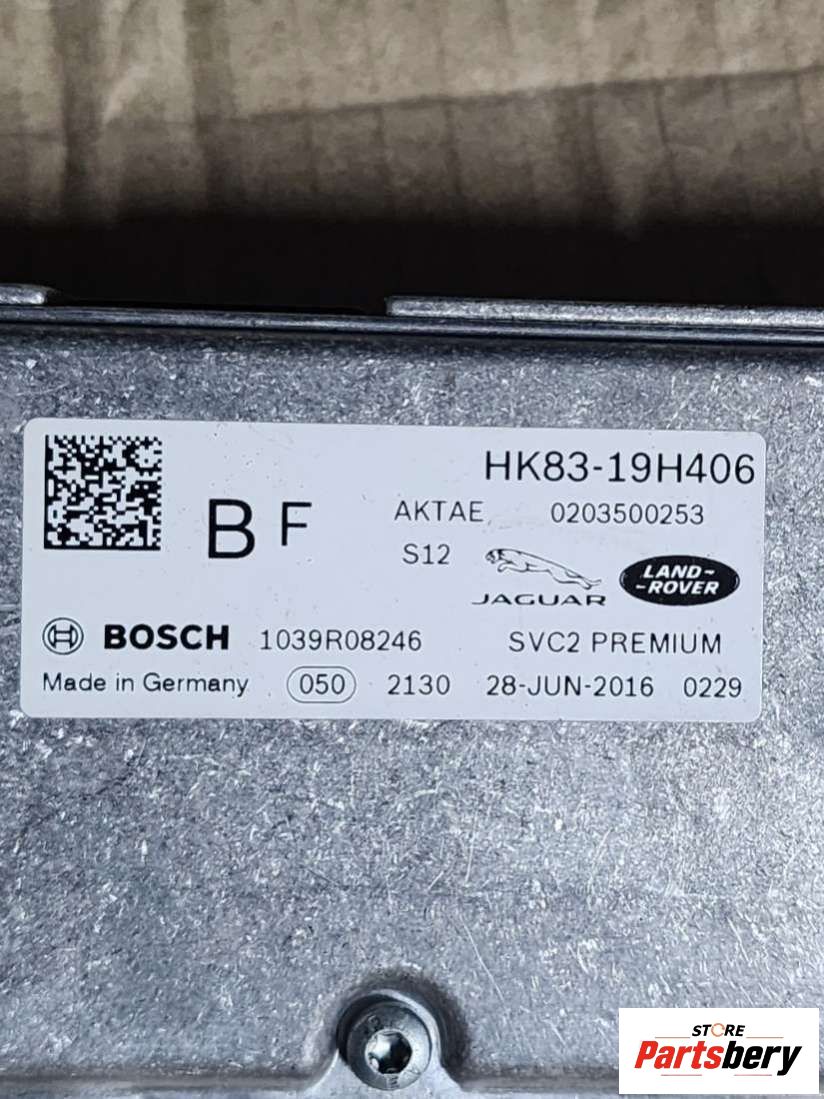 HK83-19H406
B F
AKTAE 0203500253
S12
JAGUAR
LAND-
-ROVER
BOSCH 1039R08246 SVC2 PREMIUM
Made in Germany 050 2130 28-JUN-2016 0229
STORE
Partsbery